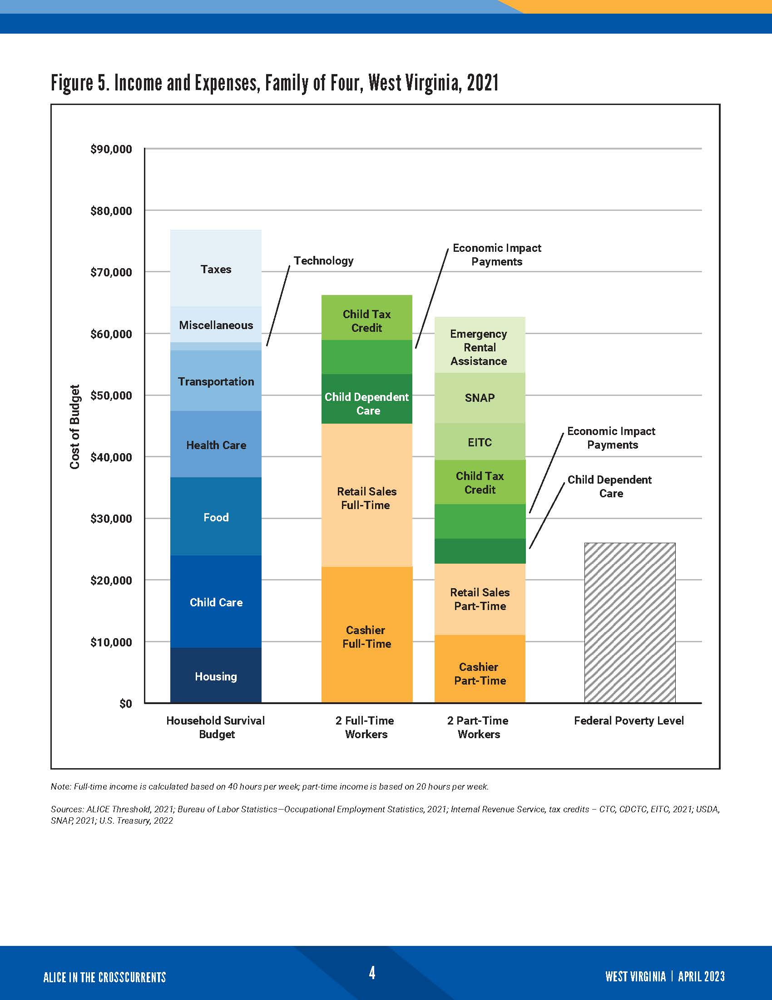 Figure 5. Income and Expenses, Family of Four, West Virginia, 2021
$90,000
$80,000
$70,000
$60,000
$50,000
$40,000
$30,000
$20,000
$10,000
$0
Cost of Budget
Taxes
Miscellaneous
Technology
Transportation
Health Care
Food
Child Care
Housing
Child Tax
Credit
Economic Impact
Payments
Child Dependent
Care
Retail Sales
Full-Time
Cashier
Full-Time
Emergency
Rental
Assistance
SNAP
EITC
Child Tax
Credit
Economic Impact
Payments
Child Dependent
Care
Retail Sales
Part-Time
Cashier
Part-Time
Household Survival
Budget
2 Full-Time
Workers
2 Part-Time
Workers
Federal Poverty Level
Note: Full-time income is calculated based on 40 hours per week; part-time income is based on 20 hours per week.
Sources: ALICE Threshold, 2021; Bureau of Labor Statistics—Occupational Employment Statistics, 2021; Internal Revenue Service, tax credits – CTC, CDCTC, EITC, 2021; USDA,
SNAP, 2021; U.S. Treasury, 2022
ALICE IN THE CROSSCURRENTS
4
WEST VIRGINIA | APRIL 2023